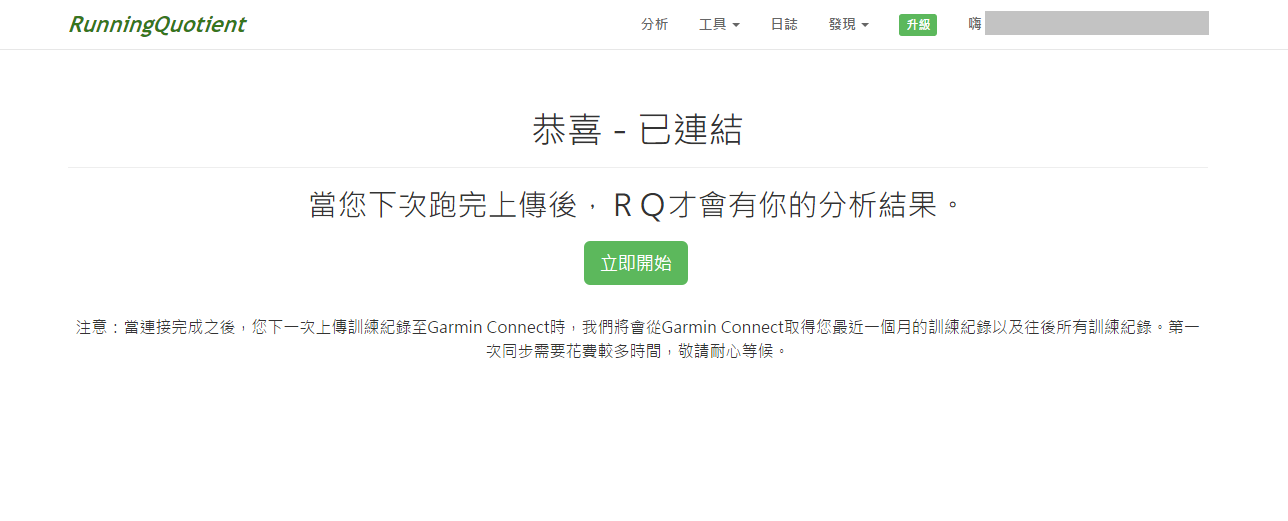 RunningQuotient 分析 工具 日誌 發現 升級 嗨
恭喜 - 已連結
當您下次跑完上傳後，ＲＱ才會有你的分析結果。
立即開始
注意：當連接完成之後，您下一次上傳訓練紀錄至Garmin Connect時，我們將會從Garmin Connect取得您最近一個月的訓練紀錄以及往後所有訓練紀錄。第一
次同步需要花費較多時間，敬請耐心等候。